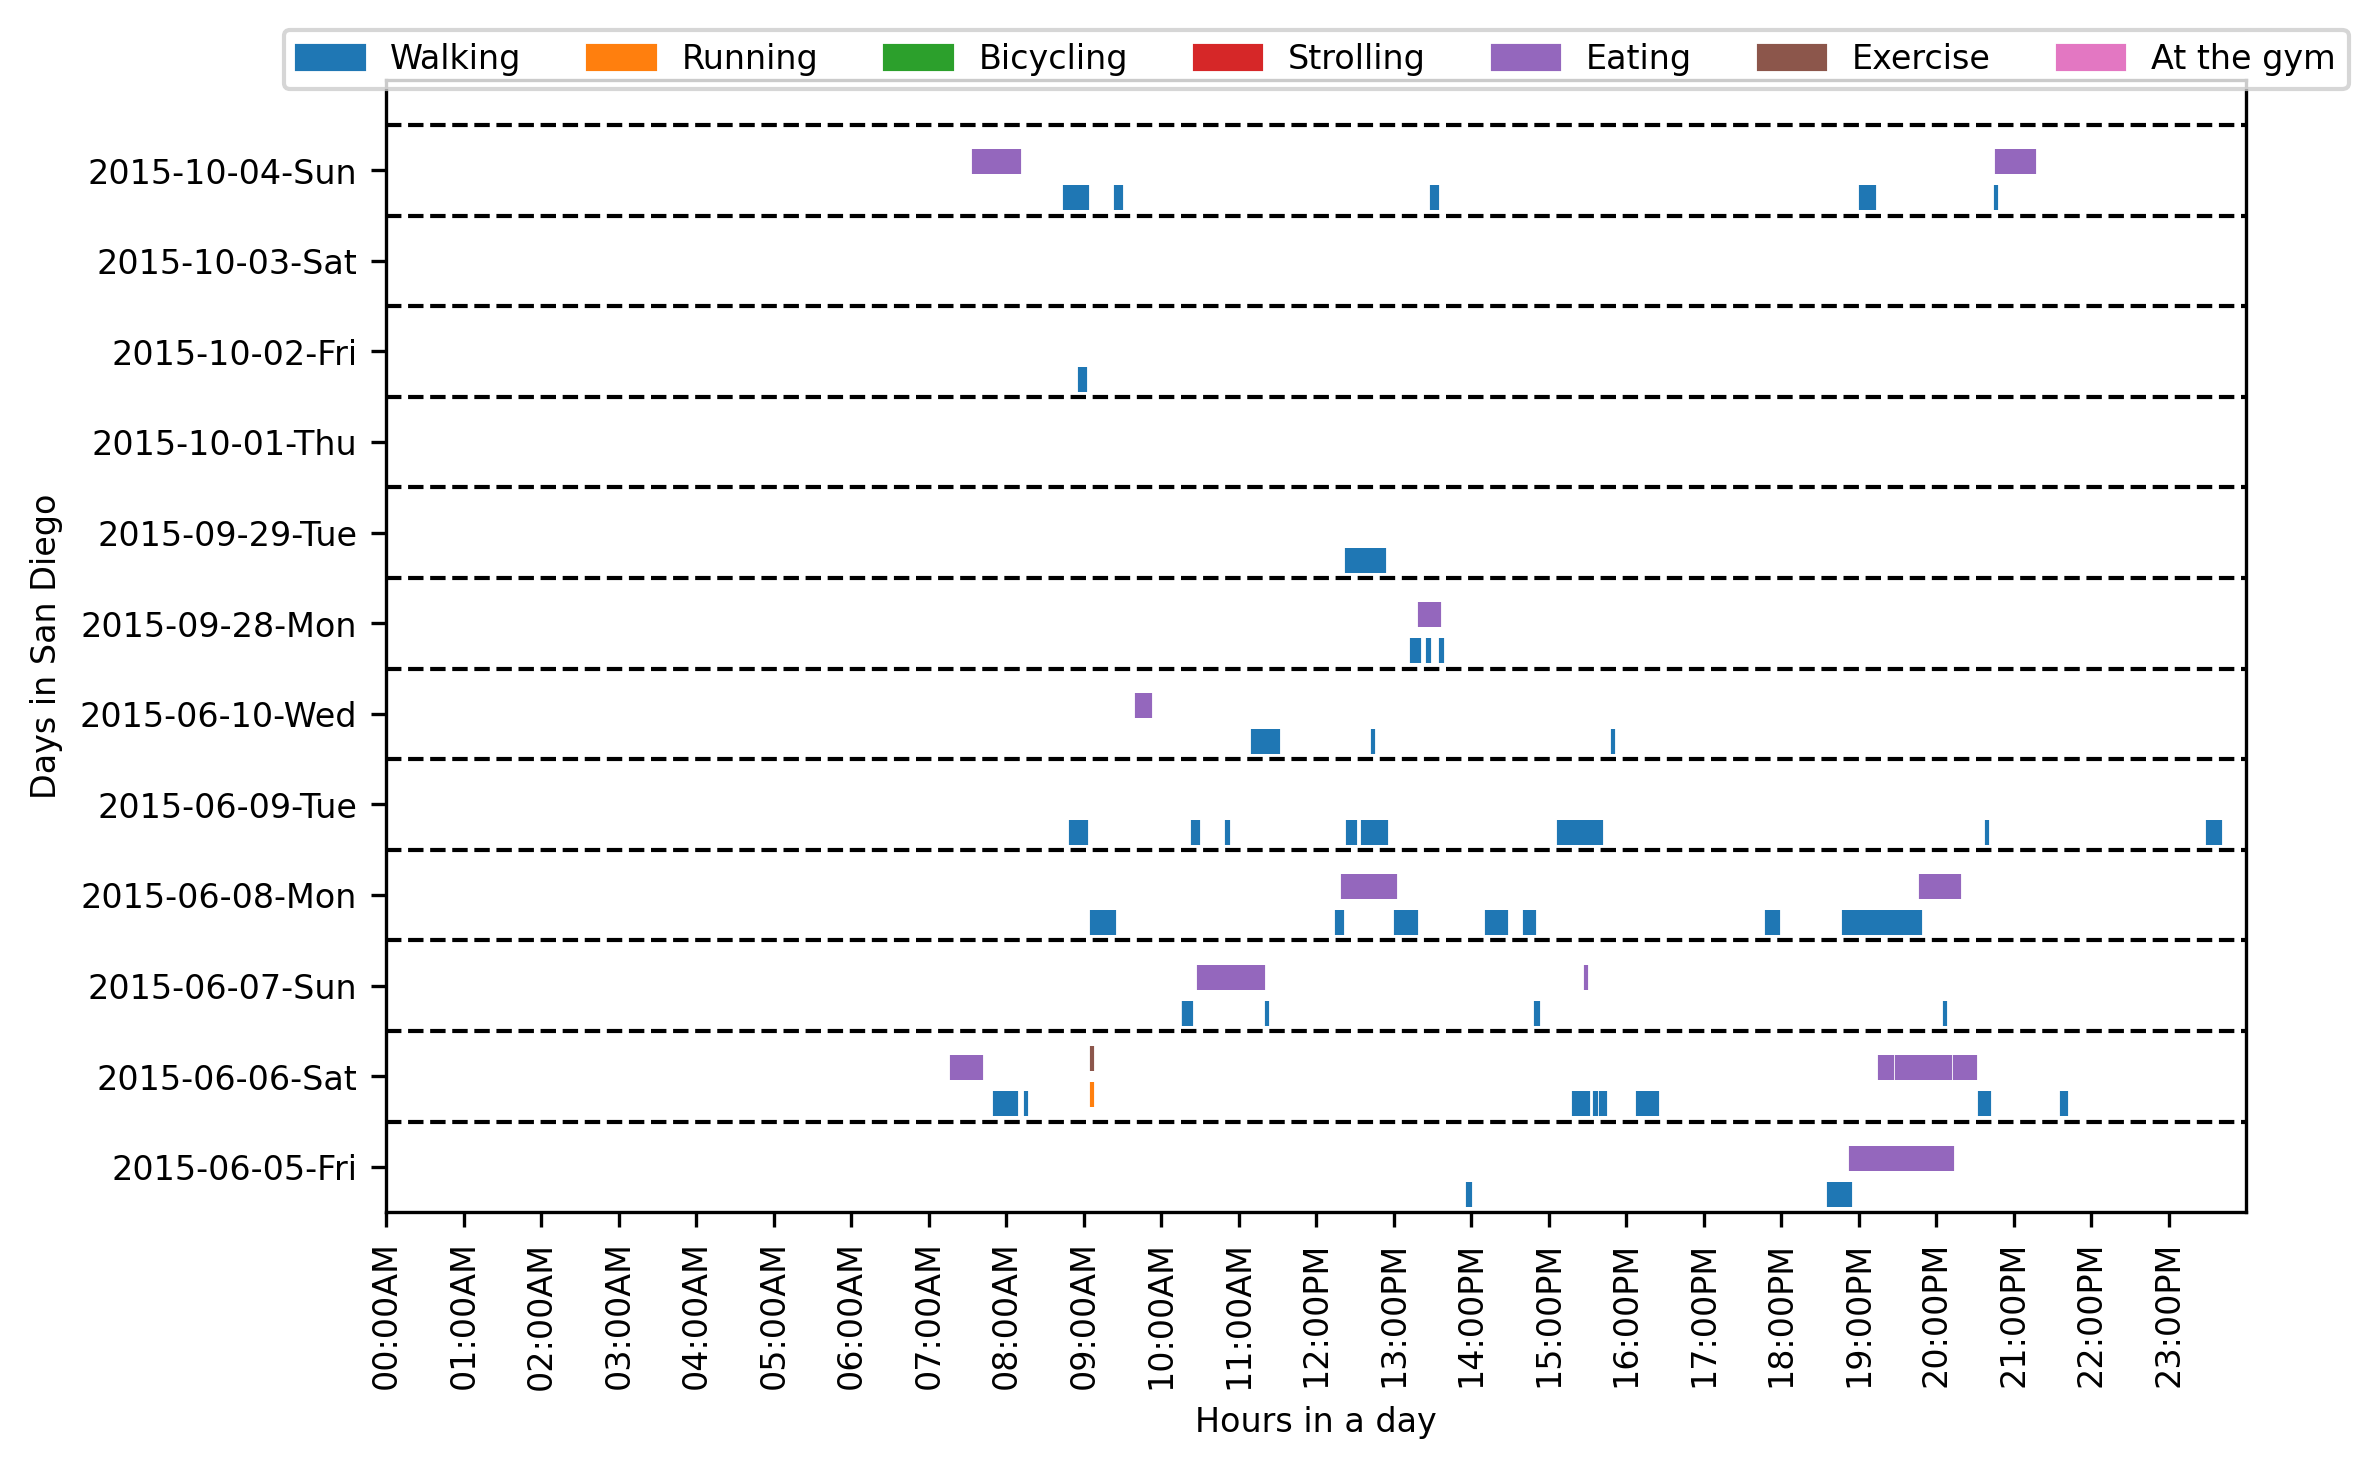 Walking Running Bicycling Strolling Eating Exercise At the gym
2015-10-04-Sun
2015-10-03-Sat
2015-10-02-Fri
2015-10-01-Thu
2015-09-29-Tue
2015-09-28-Mon
2015-06-10-Wed
2015-06-09-Tue
2015-06-08-Mon
2015-06-07-Sun
2015-06-06-Sat
2015-06-05-Fri
Days in San Diego
00:00AM
01:00AM
02:00AM
03:00AM
04:00AM
05:00AM
06:00AM
07:00AM
08:00AM
09:00AM
10:00AM
11:00AM
12:00PM
13:00PM
14:00PM
15:00PM
16:00PM
17:00PM
18:00PM
19:00PM
20:00PM
21:00PM
22:00PM
23:00PM
Hours in a day